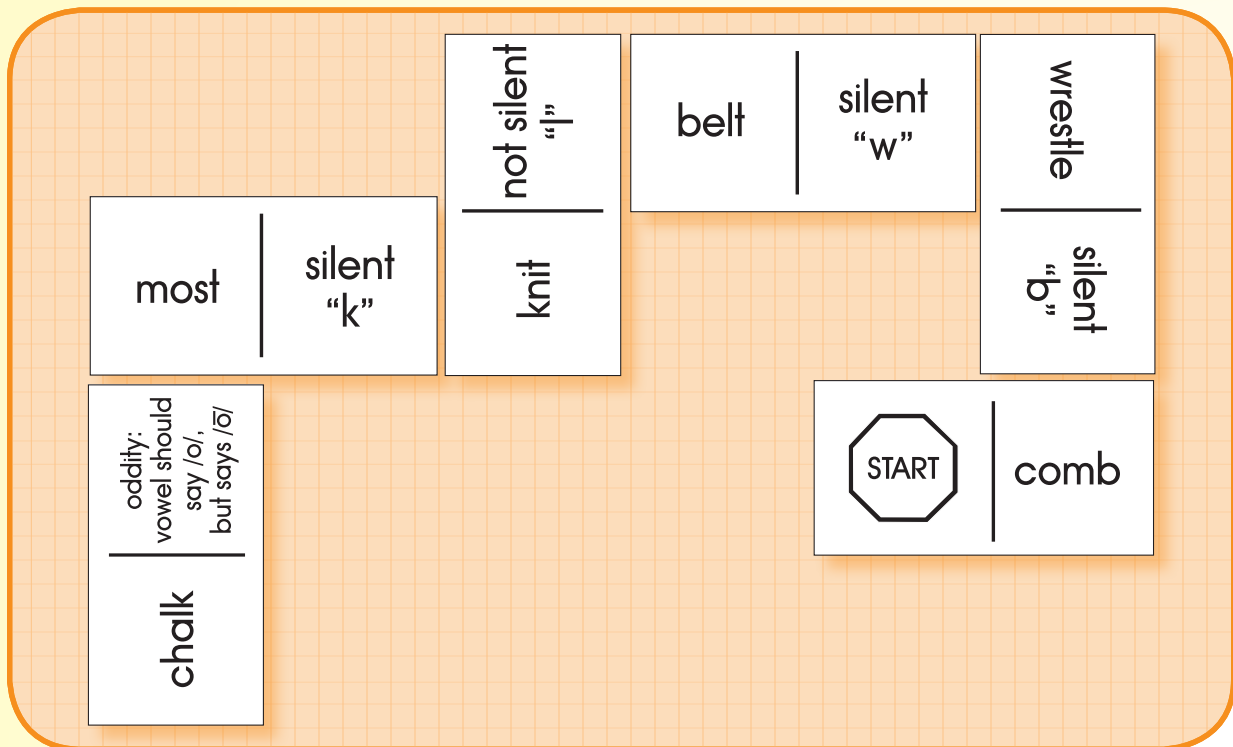 not silent
“l”
knit
belt
silent
“w”
wrestle
silent
“b”
most
silent
“k”
oddity:
vowel should
say /o/,
but says /ō/
chalk
START
comb